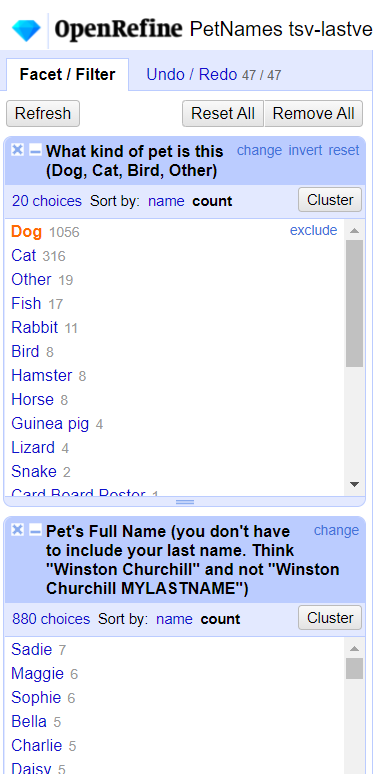 OpenRefine PetNames tsv-lastve
Facet / Filter Undo / Redo 47 / 47
Refresh Reset All Remove All
What kind of pet is this change invert reset
(Dog, Cat, Bird, Other)
20 choices Sort by: name count Cluster
Dog 1056 exclude
Cat 316
Other 19
Fish 17
Rabbit 11
Bird 8
Hamster 8
Horse 8
Guinea pig 4
Lizard 4
Snake 2
Card Board Poster 1
Pet's Full Name (you don't have change
to include your last name. Think
"Winston Churchill" and not "Winston
Churchill MYLASTNAME")
880 choices Sort by: name count Cluster
Sadie 7
Maggie 6
Sophie 6
Bella 5
Charlie 5
Daisy 5